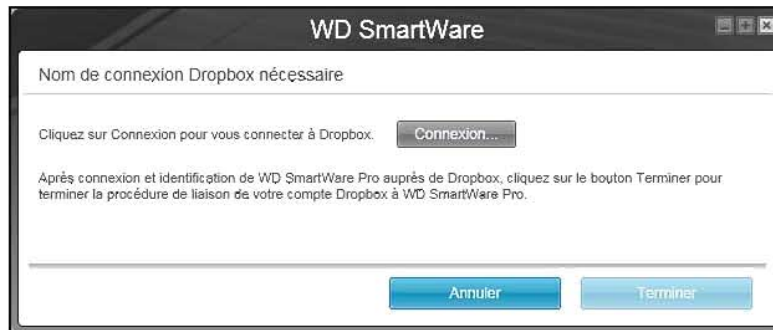 WD SmartWare
Nom de connexion Dropbox nécessaire
Cliquez sur Connexion pour vous connecter à Dropbox. Connexion...
Après connexion et identification de WD SmartWare Pro auprès de Dropbox, cliquez sur le bouton Terminer pour
terminer la procédure de liaison de votre compte Dropbox à WD SmartWare Pro.
Annuler Terminer